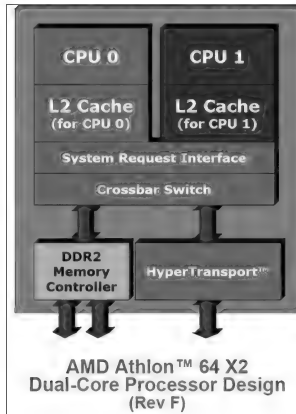 CPU 0
CPU 1
L2 Cache
(for CPU 0)
L2 Cache
(for CPU 1)
System Request Interface
Crossbar Switch
DDR2
Memory
Controller
HyperTransport™
AMD Athlon™ 64 X2
Dual-Core Processor Design
(Rev F)